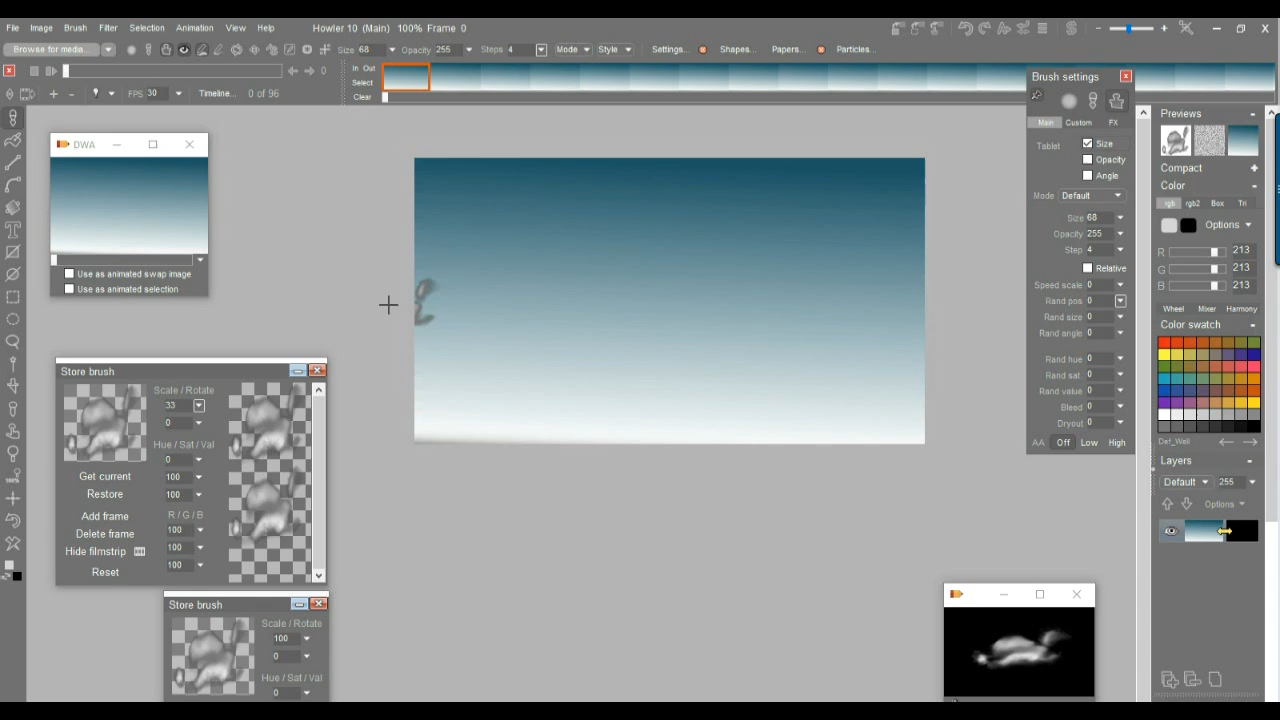 File Image Brush Filter Selection Animation View Help Howler 10 (Main) 100% Frame 0
Browse for media... Size 68 Opacity 255 Steps 4 Mode Style Settings... Shapes... Papers... Particles...
0 In Out
Select
FPS 30 Timeline... 0 of 96 Clear
Brush settings
Main Custom FX
Tablet Size
Opacity
Angle
Mode Default
Size 68
Opacity 255
Step 4
Relative
Speed scale 0
Rand pos 0
Rand size 0
Rand angle 0
Rand hue 0
Rand sat. 0
Rand value 0
Bleed 0
Dryout 0
AA Off Low High
Previews
Compact
Color
rgb rgb2 Box Tri
Options
R 213
G 213
B 213
Wheel Mixer Harmony
Color swatch
Def_Well
Layers
Default 255
Options
DWA
Use as animated swap image
Use as animated selection
Store brush
Scale / Rotate
33
0
Hue / Sat / Val
0
Get current 100
Restore 100
Add frame R / G / B
Delete frame 100
Hide filmstrip 100
Reset 100
Store brush
Scale / Rotate
100
0
Hue / Sat / Val
0